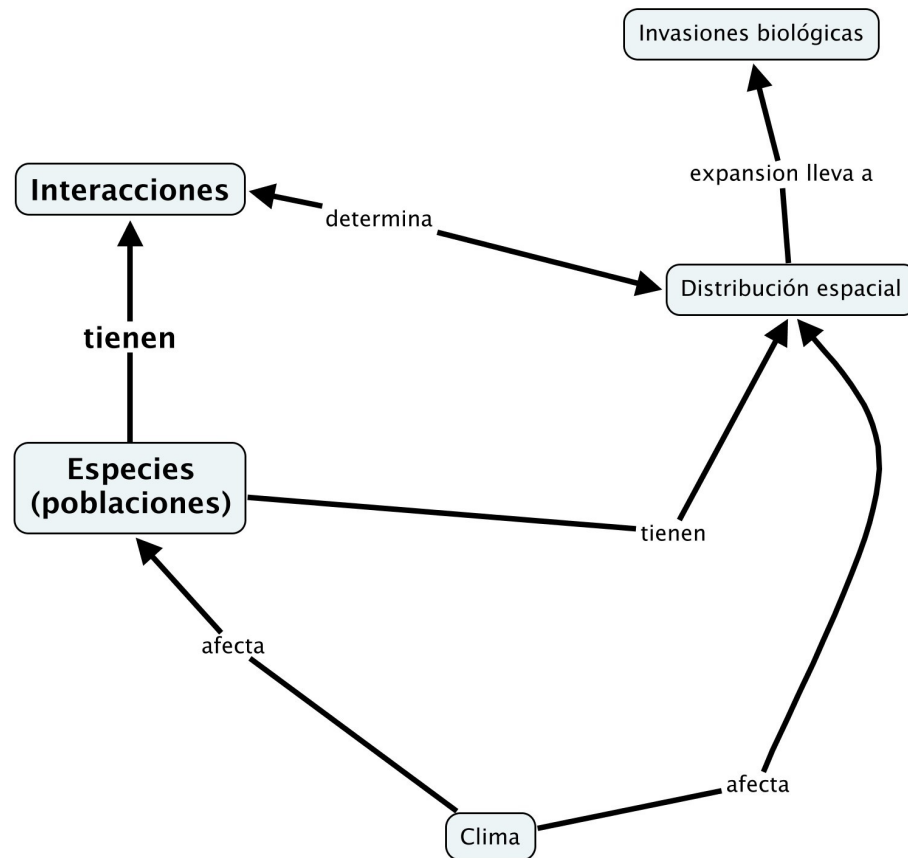 Invasiones biológicas
expansion lleva a
Interacciones
determina
Distribución espacial
tienen
Especies
(poblaciones)
tienen
afecta
afecta
Clima